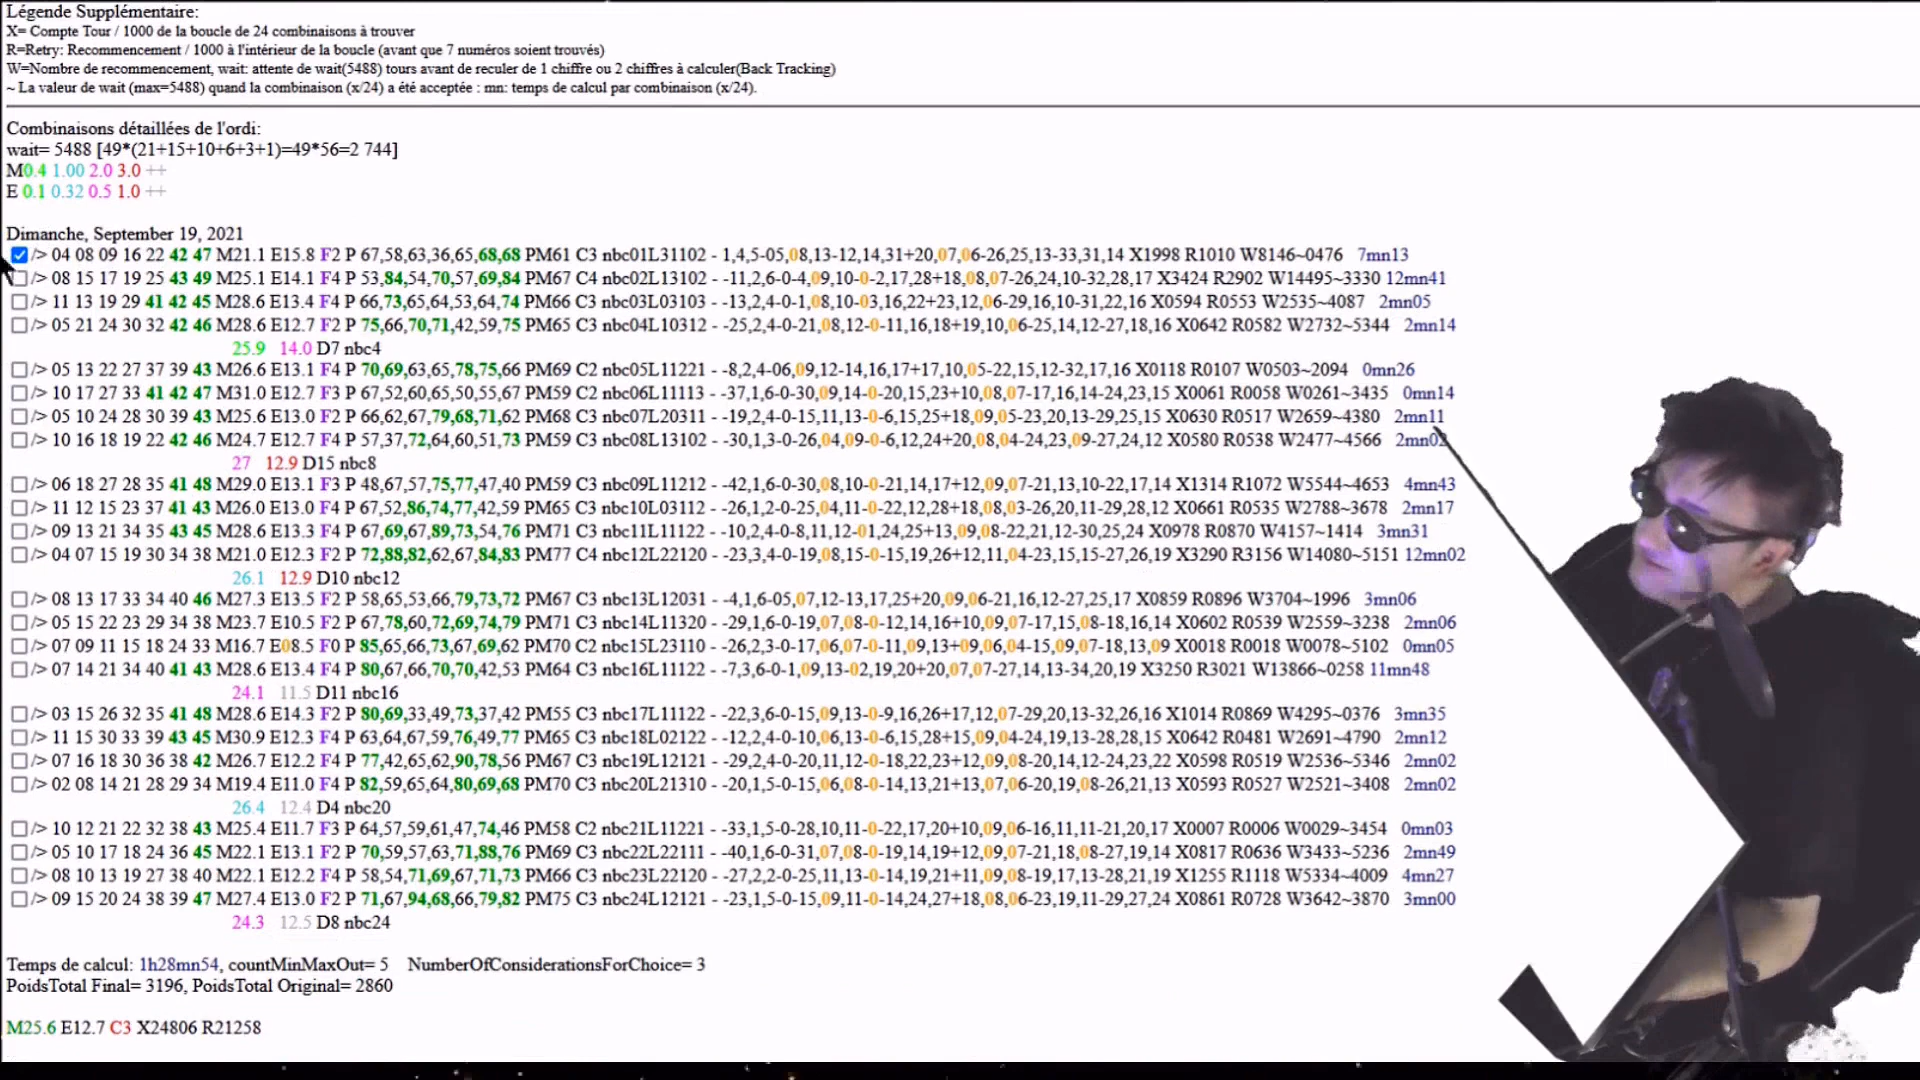 Légende Supplémentaire:
X= Compte Tour / 1000 de la boucle de 24 combinaisons à trouver
R=Retry: Recommencement / 1000 à l'intérieur de la boucle (avant que 7 numéros soient trouvés)
W=Nombre de recommencement, wait: attente de wait(5488) tours avant de reculer de 1 chiffre ou 2 chiffres à calculer(Back Tracking)
~ La valeur de wait (max=5488) quand la combinaison (x/24) a été acceptée : mn: temps de calcul par combinaison (x/24).
Combinaisons détaillées de l'ordi:
wait= 5488 [49*(21+15+10+6+3+1)=49*56=2 744]
M0.4 1.00 2.0 3.0 ++
E 0.1 0.32 0.5 1.0 ++
Dimanche, September 19, 2021
/> 04 08 09 16 22 42 47 M21.1 E15.8 F2 P 67,58,63,36,65,68,68 PM61 C3 nbc01L31102 - 1,4,5-05,08,13-12,14,31+20,07,06-26,25,13-33,31,14 X1998 R1010 W8146~0476 7mn13
/> 08 15 17 19 25 43 49 M25.1 E14.1 F4 P 53,84,54,70,57,69,84 PM67 C4 nbc02L13102 - -11,2,6-0-4,09,10-0-2,17,28+18,08,07-26,24,10-32,28,17 X3424 R2902 W14495~3330 12mn41
/> 11 13 19 29 41 42 45 M28.6 E13.4 F4 P 66,73,65,64,53,64,74 PM66 C3 nbc03L03103 - -13,2,4-0-1,08,10-03,16,22+23,12,06-29,16,10-31,22,16 X0594 R0553 W2535~4087 2mn05
/> 05 21 24 30 32 42 46 M28.6 E12.7 F2 P 75,66,70,71,42,59,75 PM65 C3 nbc04L10312 - -25,2,4-0-21,08,12-0-11,16,18+19,10,06-25,14,12-27,18,16 X0642 R0582 W2732~5344 2mn14
25.9 14.0 D7 nbc4
/> 05 13 22 27 37 39 43 M26.6 E13.1 F4 P 70,69,63,65,78,75,66 PM69 C2 nbc05L11221 - -8,2,4-06,09,12-14,16,17+17,10,05-22,15,12-32,17,16 X0118 R0107 W0503~2094 0mn26
/> 10 17 27 33 41 42 47 M31.0 E12.7 F3 P 67,52,60,65,50,55,67 PM59 C2 nbc06L11113 - -37,1,6-0-30,09,14-0-20,15,23+10,08,07-17,16,14-24,23,15 X0061 R0058 W0261~3435 0mn14
/> 05 10 24 28 30 39 43 M25.6 E13.0 F2 P 66,62,67,79,68,71,62 PM68 C3 nbc07L20311 - -19,2,4-0-15,11,13-0-6,15,25+18,09,05-23,20,13-29,25,15 X0630 R0517 W2659~4380 2mn11
/> 10 16 18 19 22 42 46 M24.7 E12.7 F4 P 57,37,72,64,60,51,73 PM59 C3 nbc08L13102 - -30,1,3-0-26,04,09-0-6,12,24+20,08,04-24,23,09-27,24,12 X0580 R0538 W2477~4566 2mn02
27 12.9 D15 nbc8
/> 06 18 27 28 35 41 48 M29.0 E13.1 F3 P 48,67,57,75,77,47,40 PM59 C3 nbc09L11212 - -42,1,6-0-30,08,10-0-21,14,17+12,09,07-21,13,10-22,17,14 X1314 R1072 W5544~4653 4mn43
/> 11 12 15 23 37 41 43 M26.0 E13.0 F4 P 67,52,86,74,77,42,59 PM65 C3 nbc10L03112 - -26,1,2-0-25,04,11-0-22,12,28+18,08,03-26,20,11-29,28,12 X0661 R0535 W2788~3678 2mn17
/> 09 13 21 34 35 43 45 M28.6 E13.3 F4 P 67,69,67,89,73,54,76 PM71 C3 nbc11L11122 - -10,2,4-0-8,11,12-01,24,25+13,09,08-22,21,12-30,25,24 X0978 R0870 W4157~1414 3mn31
/> 04 07 15 19 30 34 38 M21.0 E12.3 F2 P 72,88,82,62,67,84,83 PM77 C4 nbc12L22120 - -23,3,4-0-19,08,15-0-15,19,26+12,11,04-23,15,15-27,26,19 X3290 R3156 W14080~5151 12mn02
26.1 12.9 D10 nbc12
/> 08 13 17 33 34 40 46 M27.3 E13.5 F2 P 58,65,53,66,79,73,72 PM67 C3 nbc13L12031 - -4,1,6-05,07,12-13,17,25+20,09,06-21,16,12-27,25,17 X0859 R0896 W3704~1996 3mn06
/> 05 15 22 23 29 34 38 M23.7 E10.5 F2 P 67,78,60,72,69,74,79 PM71 C3 nbc14L11320 - -29,1,6-0-19,07,08-0-12,14,16+10,09,07-17,15,08-18,16,14 X0602 R0539 W2559~3238 2mn06
/> 07 09 11 15 18 24 33 M16.7 E08.5 F0 P 85,65,66,73,67,69,62 PM70 C2 nbc15L23110 - -26,2,3-0-17,06,07-0-11,09,13+09,06,04-15,09,07-18,13,09 X0018 R0018 W0078~5102 0mn05
/> 07 14 21 34 40 41 43 M28.6 E13.4 F4 P 80,67,66,70,70,42,53 PM64 C3 nbc16L11122 - -7,3,6-0-1,09,13-02,19,20+20,07,07-27,14,13-34,20,19 X3250 R3021 W13866~0258 11mn48
24.1 11.5 D11 nbc16
/> 03 15 26 32 35 41 48 M28.6 E14.3 F2 P 80,69,33,49,73,37,42 PM55 C3 nbc17L11122 - -22,3,6-0-15,09,13-0-9,16,26+17,12,07-29,20,13-32,26,16 X1014 R0869 W4295~0376 3mn35
/> 11 15 30 33 39 43 45 M30.9 E12.3 F4 P 63,64,67,59,76,49,77 PM65 C3 nbc18L02122 - -12,2,4-0-10,06,13-0-6,15,28+15,09,04-24,19,13-28,28,15 X0642 R0481 W2691~4790 2mn12
/> 07 16 18 30 36 38 42 M26.7 E12.2 F4 P 77,42,65,62,90,78,56 PM67 C3 nbc19L12121 - -29,2,4-0-20,11,12-0-18,22,23+12,09,08-20,14,12-24,23,22 X0598 R0519 W2536~5346 2mn02
/> 02 08 14 21 28 29 34 M19.4 E11.0 F4 P 82,59,65,64,80,69,68 PM70 C3 nbc20L21310 - -20,1,5-0-15,06,08-0-14,13,21+13,07,06-20,19,08-26,21,13 X0593 R0527 W2521~3408 2mn02
26.4 12.4 D4 nbc20
/> 10 12 21 22 32 38 43 M25.4 E11.7 F3 P 64,57,59,61,47,74,46 PM58 C2 nbc21L11221 - -33,1,5-0-28,10,11-0-22,17,20+10,09,06-16,11,11-21,20,17 X0007 R0006 W0029~3454 0mn03
/> 05 10 17 18 24 36 45 M22.1 E13.1 F2 P 70,59,57,63,71,88,76 PM69 C3 nbc22L22111 - -40,1,6-0-31,07,08-0-19,14,19+12,09,07-21,18,08-27,19,14 X0817 R0636 W3433~5236 2mn49
/> 08 10 13 19 27 38 40 M22.1 E12.2 F4 P 58,54,71,69,67,71,73 PM66 C3 nbc23L22120 - -27,2,2-0-25,11,13-0-14,19,21+11,09,08-19,17,13-28,21,19 X1255 R1118 W5334~4009 4mn27
/> 09 15 20 24 38 39 47 M27.4 E13.0 F2 P 71,67,94,68,66,79,82 PM75 C3 nbc24L12121 - -23,1,5-0-15,09,11-0-14,24,27+18,08,06-23,19,11-29,27,24 X0861 R0728 W3642~3870 3mn00
24.3 12.5 D8 nbc24
Temps de calcul: 1h28mn54, countMinMaxOut= 5 NumberOfConsiderationsForChoice= 3
PoidsTotal Final= 3196, PoidsTotal Original= 2860
M25.6 E12.7 C3 X24806 R21258